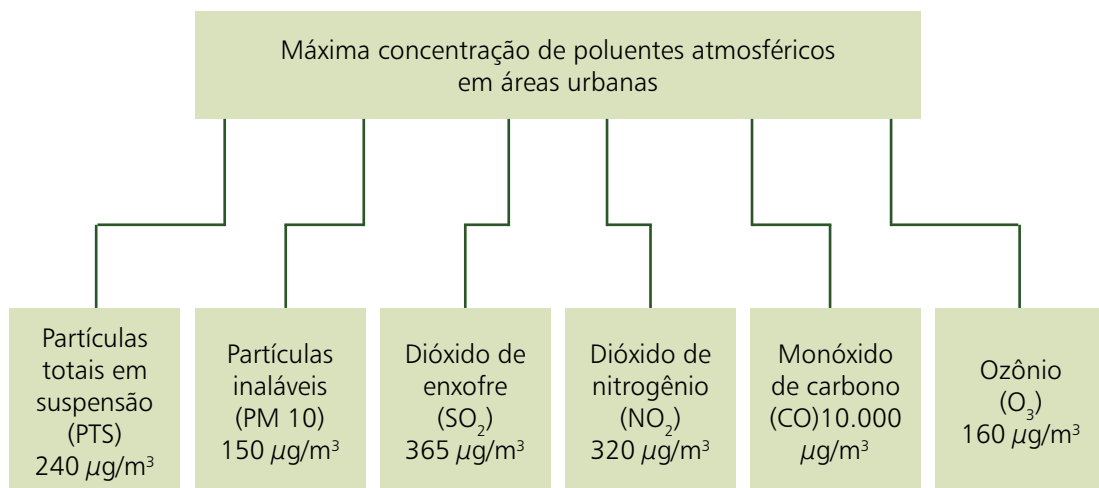 Máxima concentração de poluentes atmosféricos
em áreas urbanas
Partículas
totais em
suspensão
(PTS)
240 µg/m³
Partículas
inaláveis
(PM 10)
150 µg/m³
Dióxido de
enxofre
(SO₂)
365 µg/m³
Dióxido de
nitrogênio
(NO₂)
320 µg/m³
Monóxido
de carbono
(CO)10.000
µg/m³
Ozônio
(O₃)
160 µg/m³